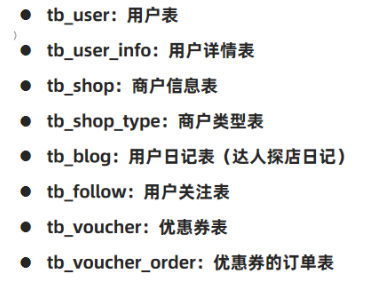 ● tb_user：用户表
● tb_user_info：用户详情表
● tb_shop：商户信息表
● tb_shop_type：商户类型表
● tb_blog：用户日记表（达人探店日记）
● tb_follow：用户关注表
● tb_voucher：优惠券表
● tb_voucher_order：优惠券的订单表